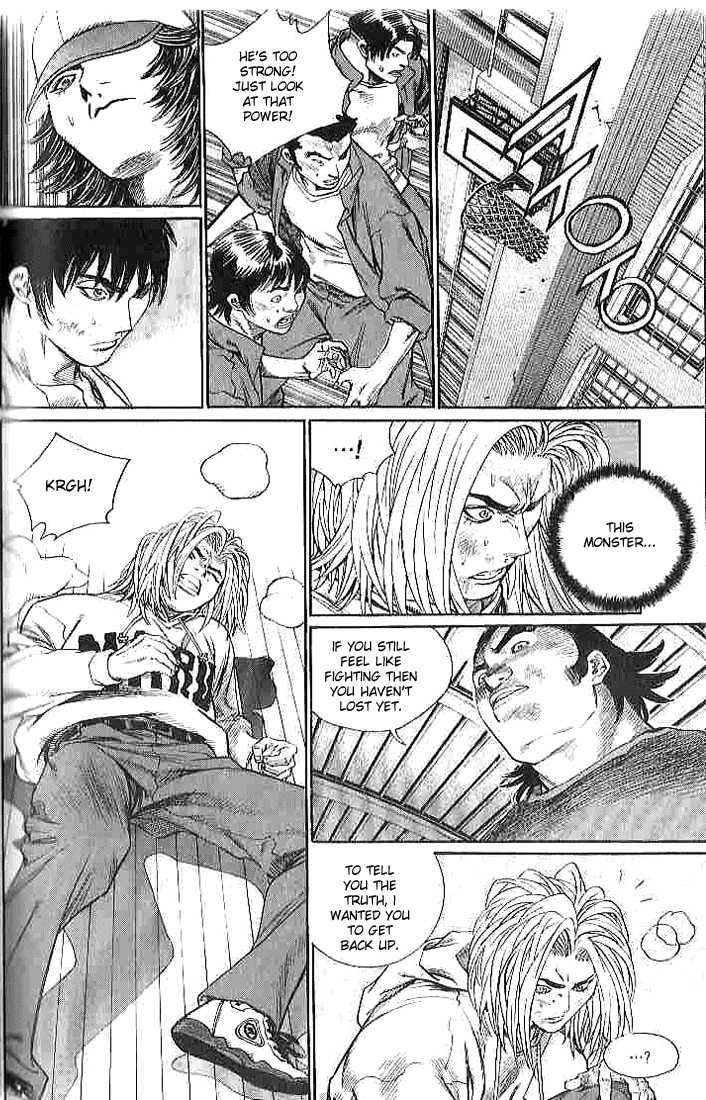 HE'S TOO
STRONG!
JUST LOOK
AT THAT
POWER!
KRGH!
...!
THIS
MONSTER...
IF YOU STILL
FEEL LIKE
FIGHTING THEN
YOU HAVEN'T
LOST YET.
TO TELL
YOU THE
TRUTH, I
WANTED YOU
TO GET
BACK UP.
...?